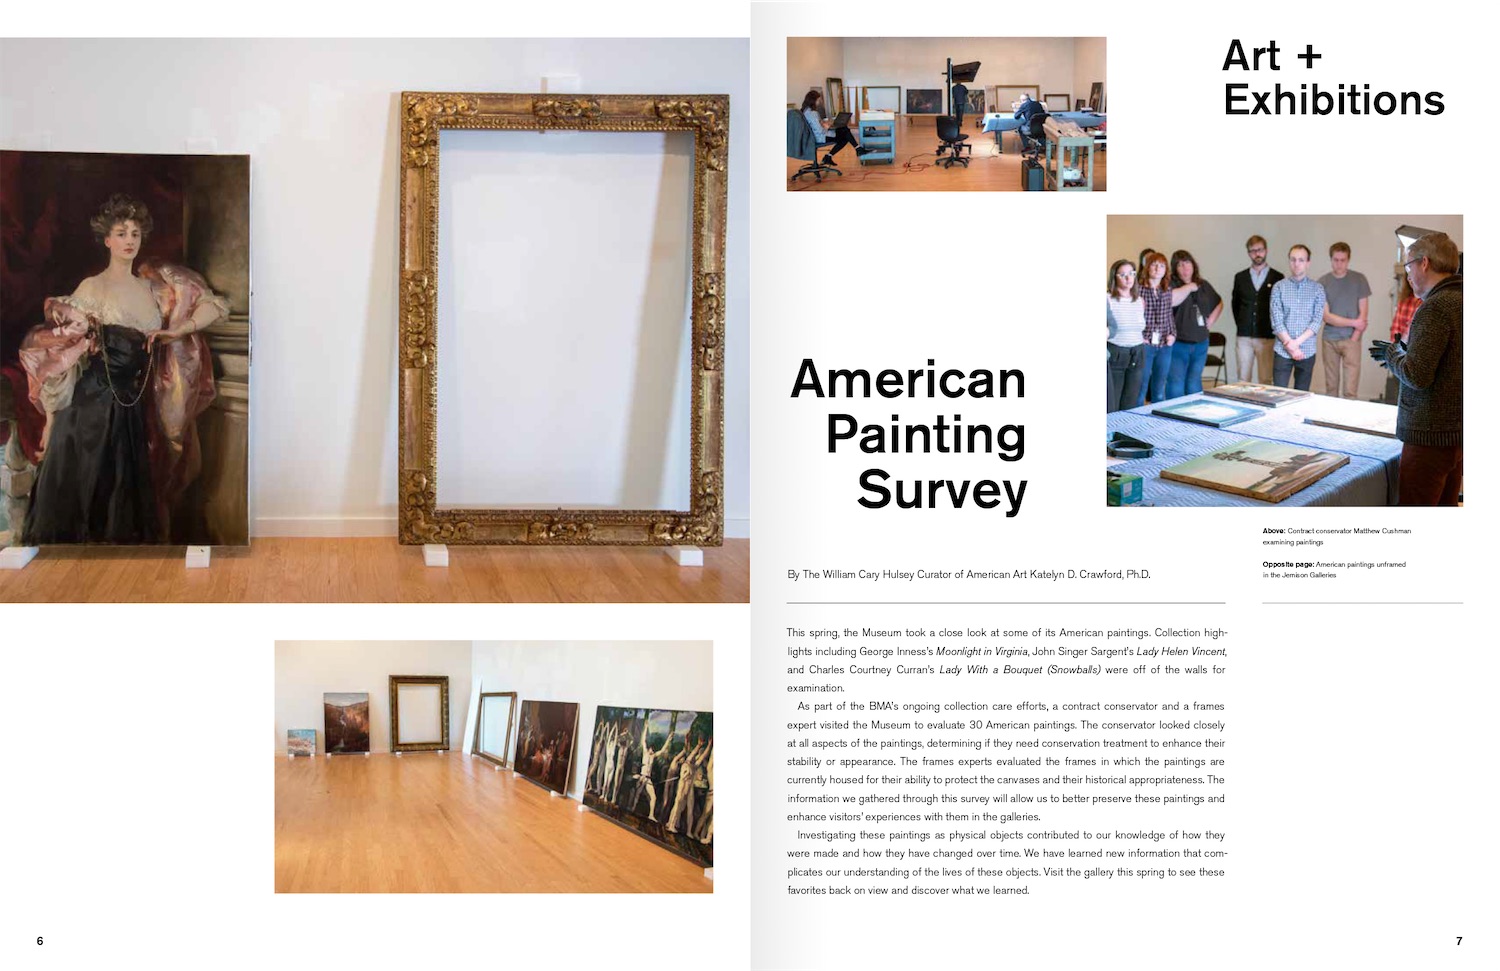 Art +
Exhibitions
American
Painting
Survey
Above: Contract conservator Matthew Cushman
examining paintings
Opposite page: American paintings unframed
in the Jemison Galleries
By The William Cary Hulsey Curator of American Art Katelyn D. Crawford, Ph.D.
This spring, the Museum took a close look at some of its American paintings. Collection high-
lights including George Inness's Moonlight in Virginia, John Singer Sargent's Lady Helen Vincent,
and Charles Courtney Curran's Lady With a Bouquet (Snowballs) were off of the walls for
examination.
As part of the BMA's ongoing collection care efforts, a contract conservator and a frames
expert visited the Museum to evaluate 30 American paintings. The conservator looked closely
at all aspects of the paintings, determining if they need conservation treatment to enhance their
stability or appearance. The frames experts evaluated the frames in which the paintings are
currently housed for their ability to protect the canvases and their historical appropriateness. The
information we gathered through this survey will allow us to better preserve these paintings and
enhance visitors' experiences with them in the galleries.
Investigating these paintings as physical objects contributed to our knowledge of how they
were made and how they have changed over time. We have learned new information that com-
plicates our understanding of the lives of these objects. Visit the gallery this spring to see these
favorites back on view and discover what we learned.
6
7